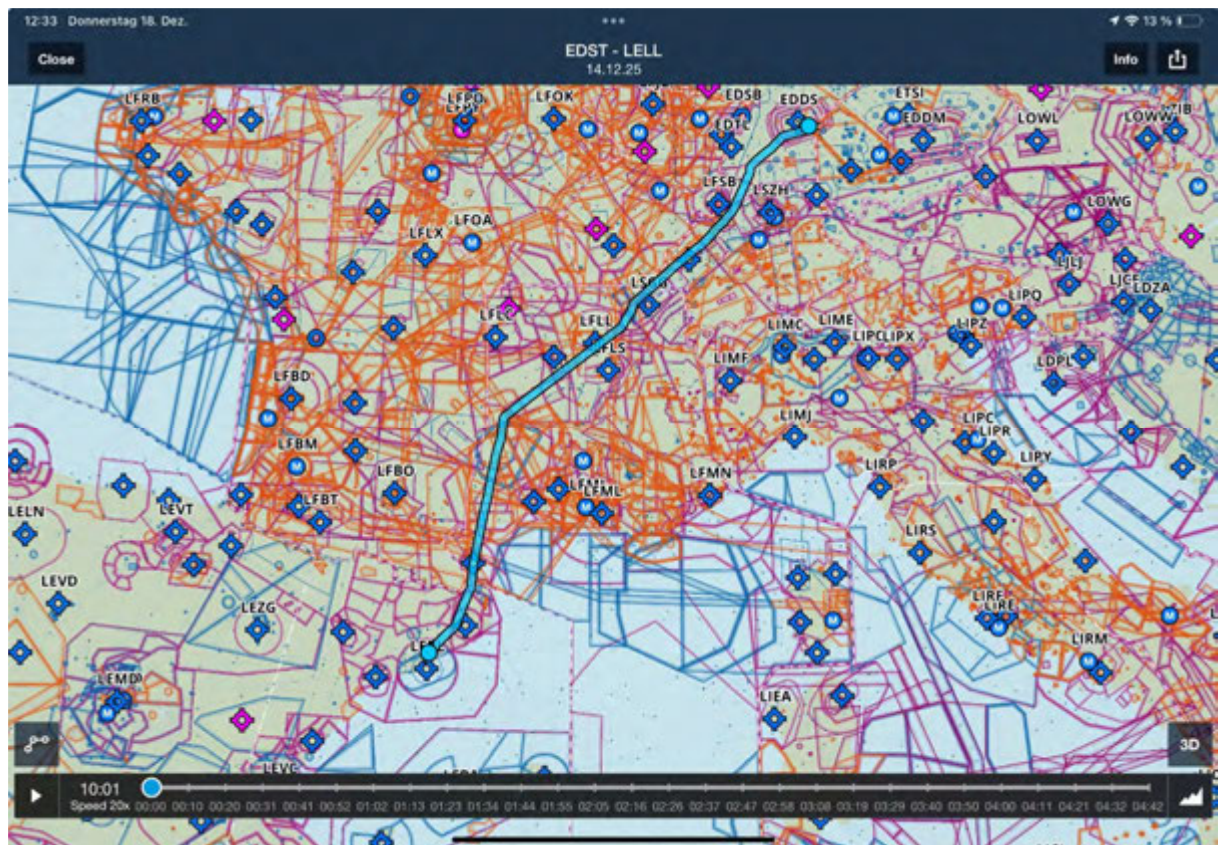 12:33 Donnerstag 18. Dez.
13 %
Close
EDST - LELL
14.12.25
Info
LFRB
LFPO
LFOK
EDSB
EDDS
ETSI
EDTL
EDDM
LOWL
LOWW
LFSB
LSZH
LFOA
LFLX
LOWG
LJLJ
LJCE
LDZA
LSGG
LIPQ
LFLC
LFLL
LFLS
LIMC
LIME
LIPX
LIPZ
LIMF
LDPL
LFBD
LIMJ
LIPC
LIPR
LFBM
LFBO
LFMN
LIRP
LIPY
LFBT
LFML
LELN
LEVT
LIRS
LEVD
LEZG
LIRF
LIRE
LIRM
LEMD
LIEA
LEVC
3D
10:01
Speed 20x
00:00 00:10 00:20 00:31 00:41 00:52 01:02 01:13 01:23 01:34 01:44 01:55 02:05 02:16 02:26 02:37 02:47 02:58 03:08 03:19 03:29 03:40 03:50 04:00 04:11 04:21 04:32 04:42